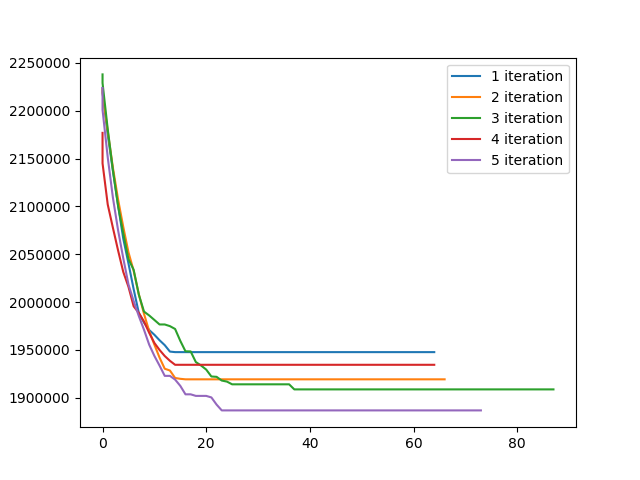 2250000
2200000
2150000
2100000
2050000
2000000
1950000
1900000
0
20
40
60
80
1 iteration
2 iteration
3 iteration
4 iteration
5 iteration